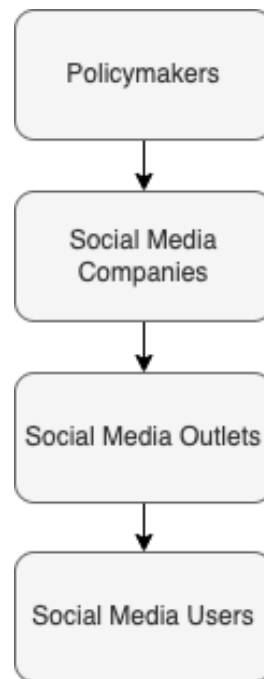 Policymakers
Social Media
Companies
Social Media Outlets
Social Media Users